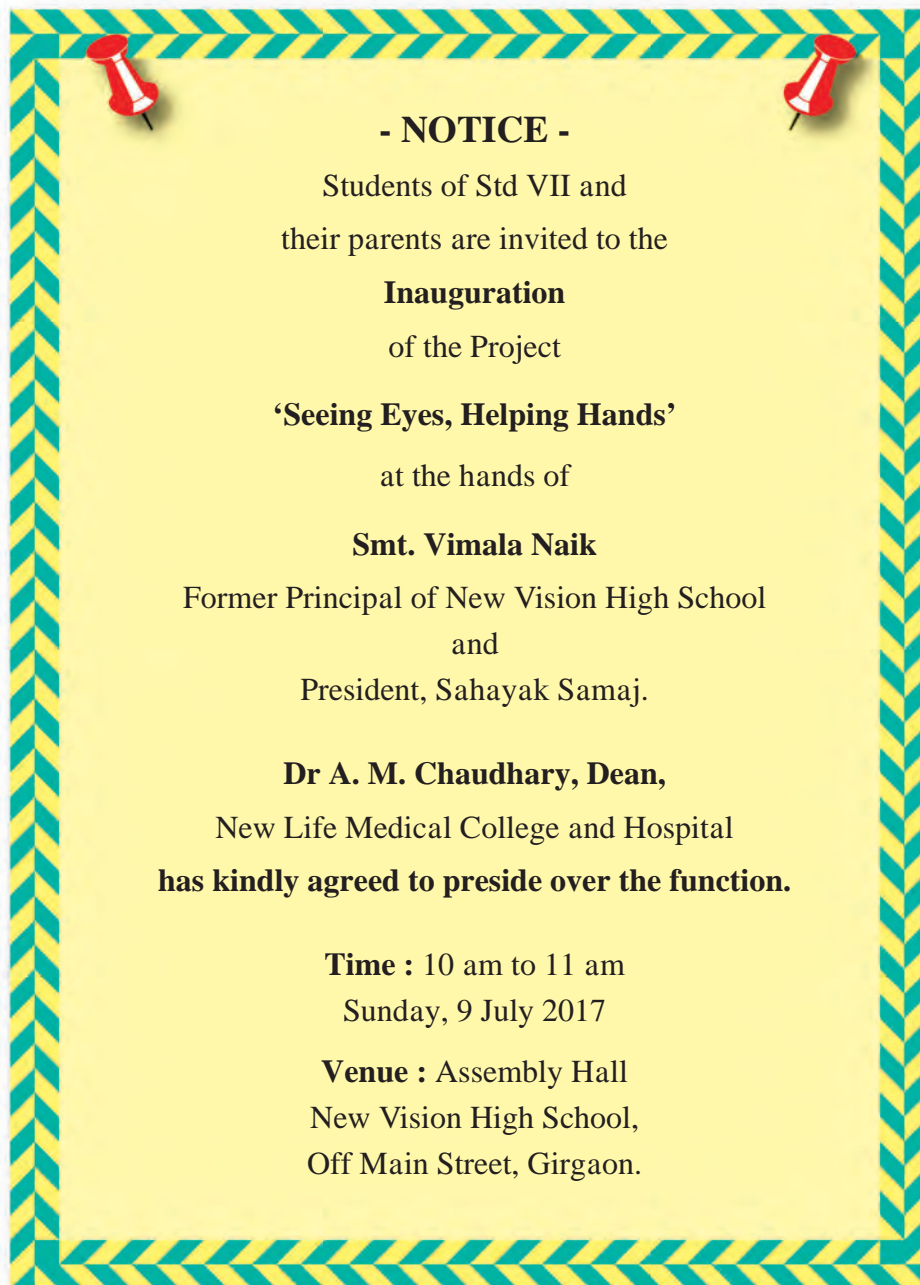 - NOTICE -
Students of Std VII and
their parents are invited to the
Inauguration
of the Project
‘Seeing Eyes, Helping Hands’
at the hands of
Smt. Vimala Naik
Former Principal of New Vision High School
and
President, Sahayak Samaj.
Dr A. M. Chaudhary, Dean,
New Life Medical College and Hospital
has kindly agreed to preside over the function.
Time : 10 am to 11 am
Sunday, 9 July 2017
Venue : Assembly Hall
New Vision High School,
Off Main Street, Girgaon.